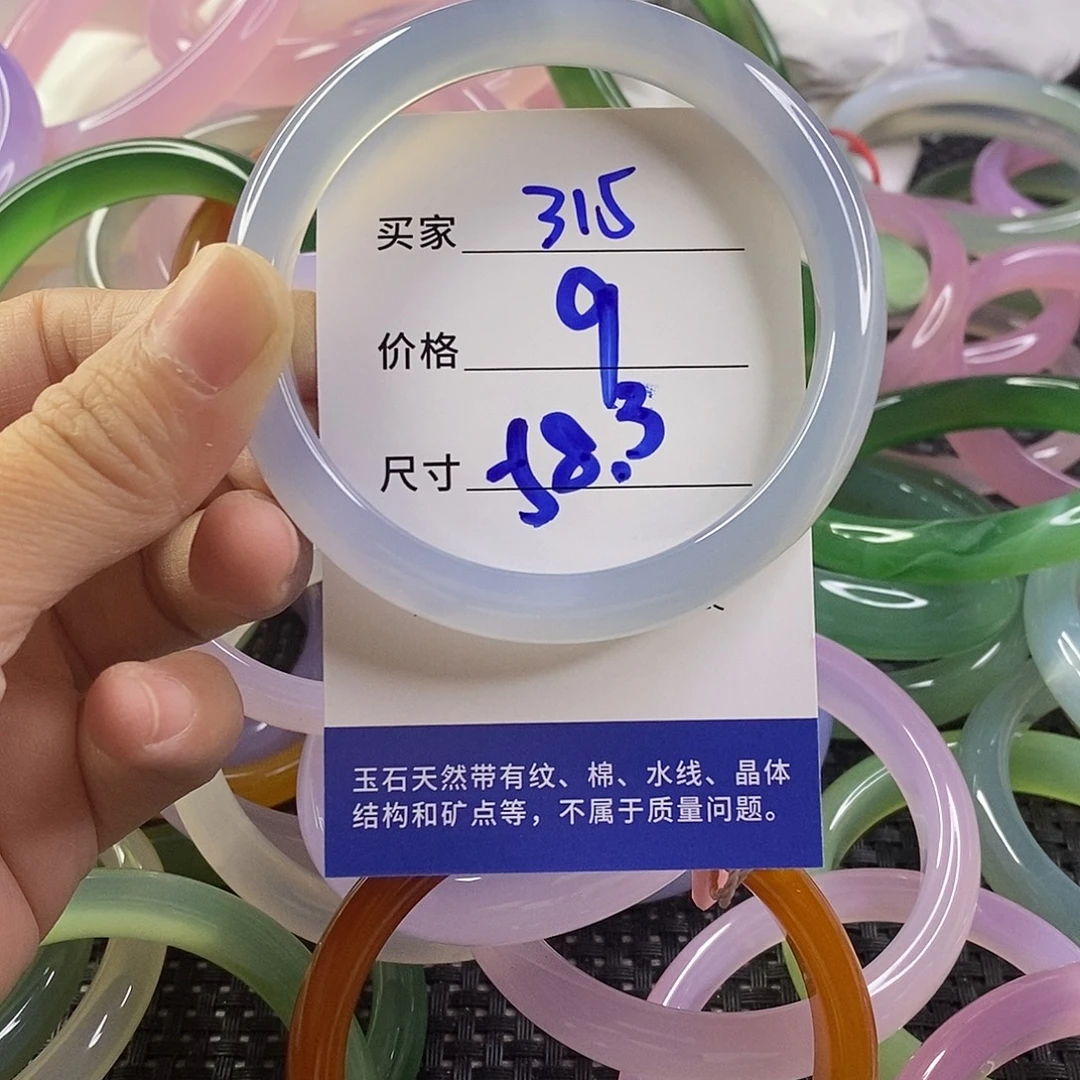 买家 315
价格 9
尺寸 58.3
玉石天然带有纹、棉、水线、晶体
结构和矿点等，不属于质量问题。